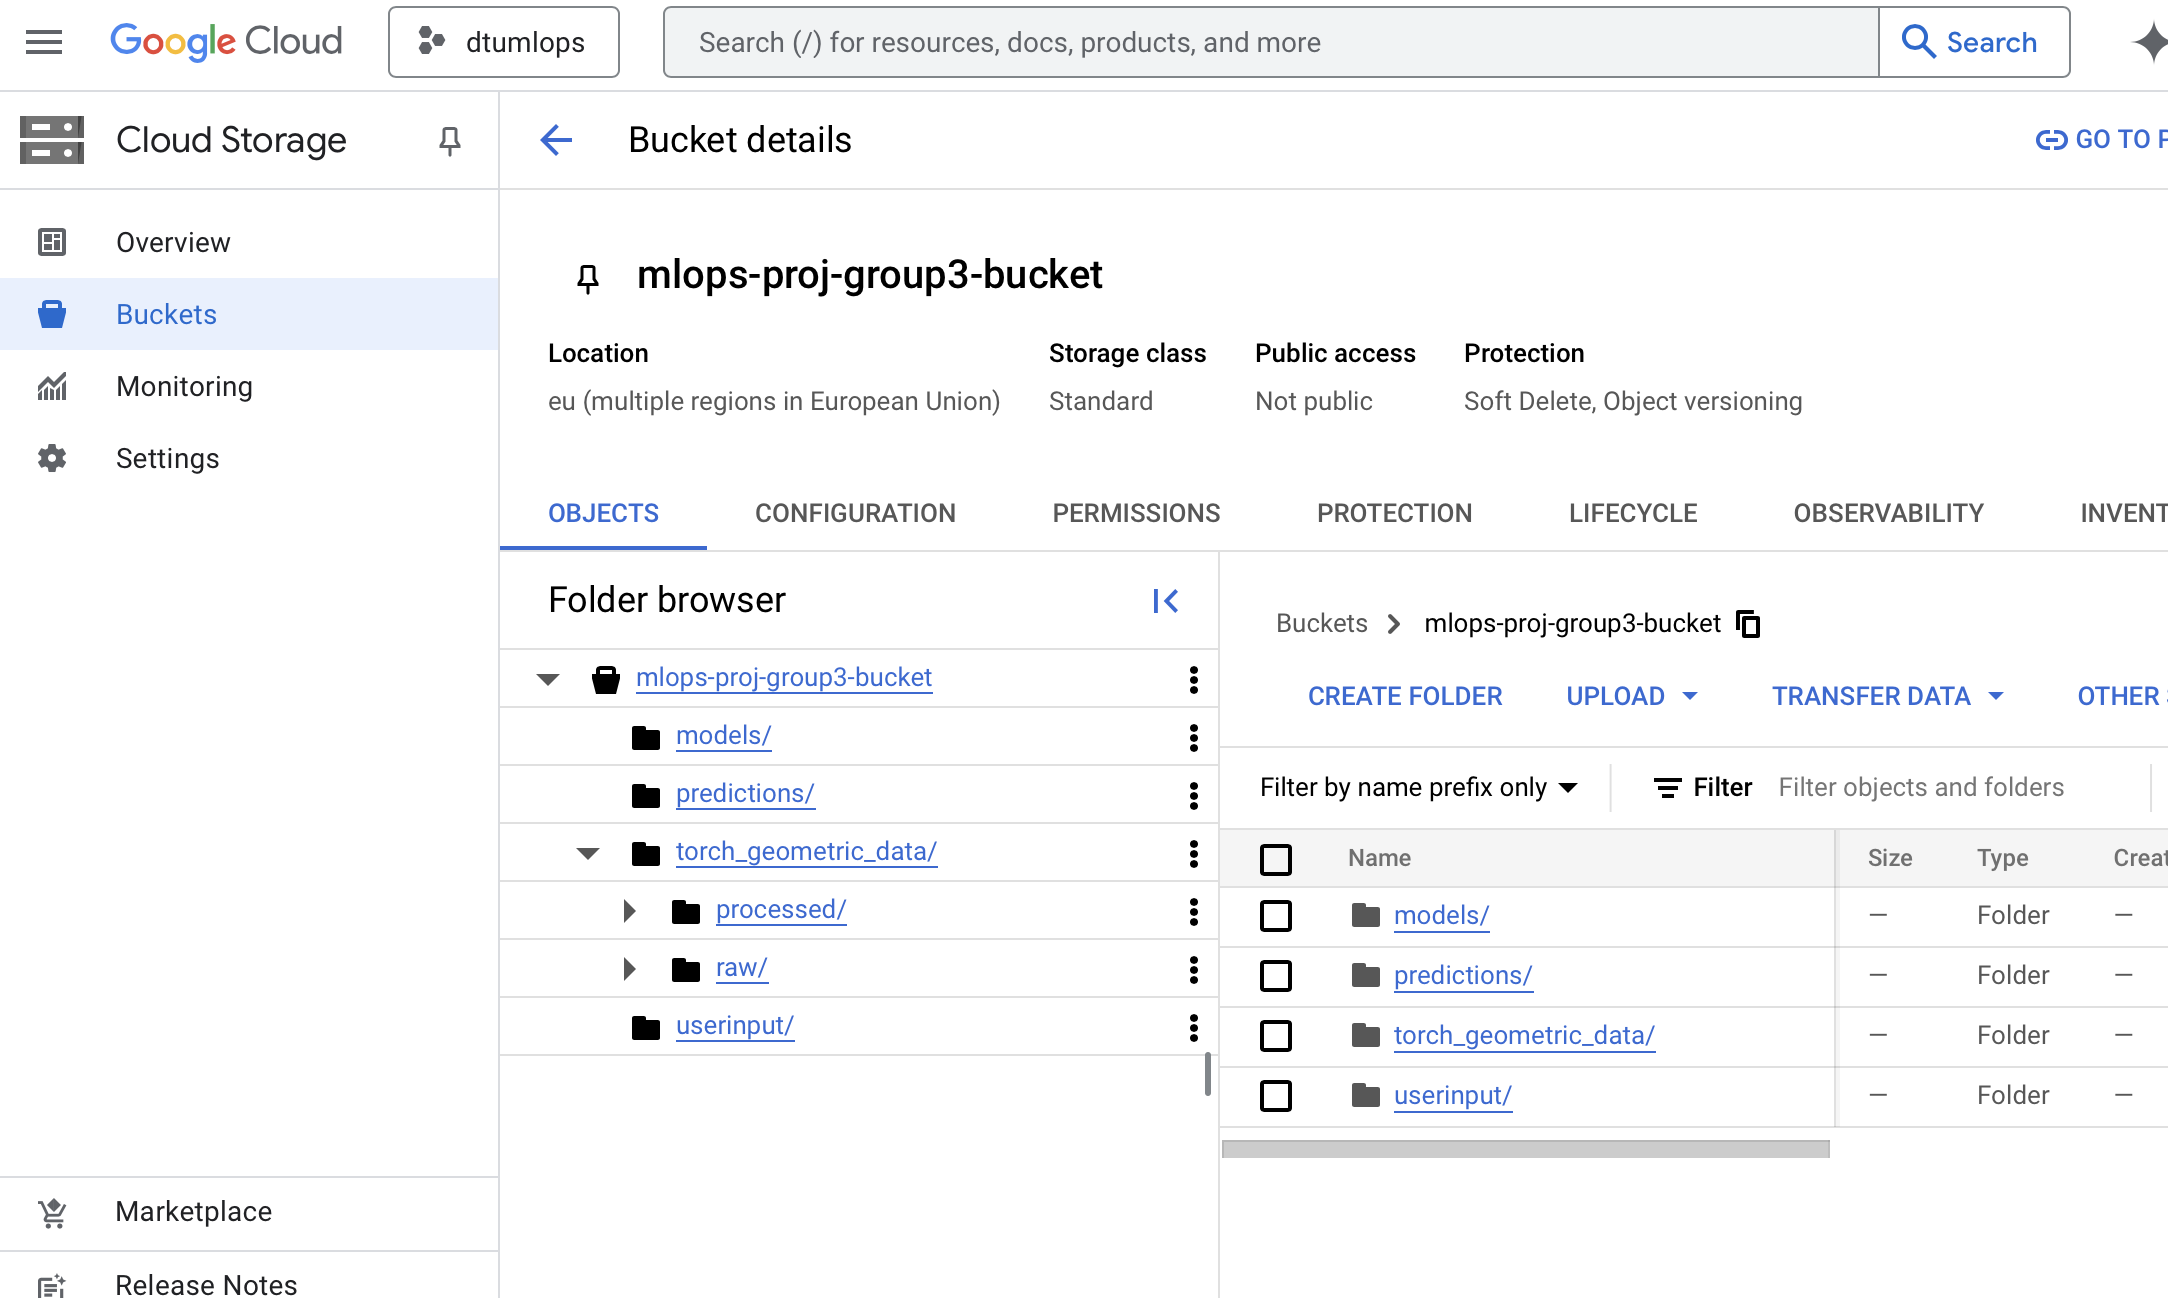 Google Cloud
dtumlops
Search (/) for resources, docs, products, and more
Search
Cloud Storage
Bucket details
GO TO P
Overview
Buckets
Monitoring
Settings
Marketplace
Release Notes
mlops-proj-group3-bucket
Location Storage class Public access Protection
eu (multiple regions in European Union) Standard Not public Soft Delete, Object versioning
OBJECTS CONFIGURATION PERMISSIONS PROTECTION LIFECYCLE OBSERVABILITY INVENT
Folder browser
mlops-proj-group3-bucket
models/
predictions/
torch_geometric_data/
processed/
raw/
userinput/
Buckets mlops-proj-group3-bucket
CREATE FOLDER UPLOAD TRANSFER DATA OTHER
Filter by name prefix only Filter Filter objects and folders
Name Size Type Creat
models/ — Folder —
predictions/ — Folder —
torch_geometric_data/ — Folder —
userinput/ — Folder —